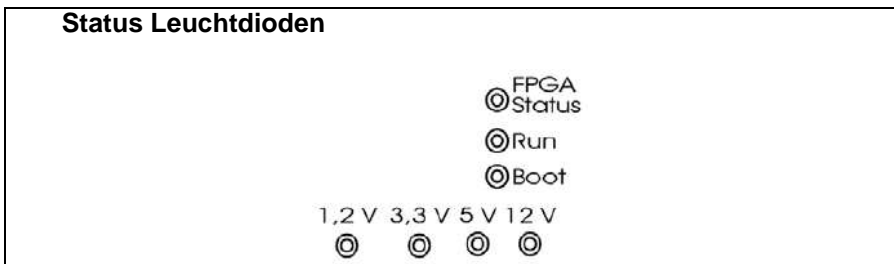 Status Leuchtdioden
FPGA
Status
Run
Boot
1,2 V 3,3 V 5 V 12 V